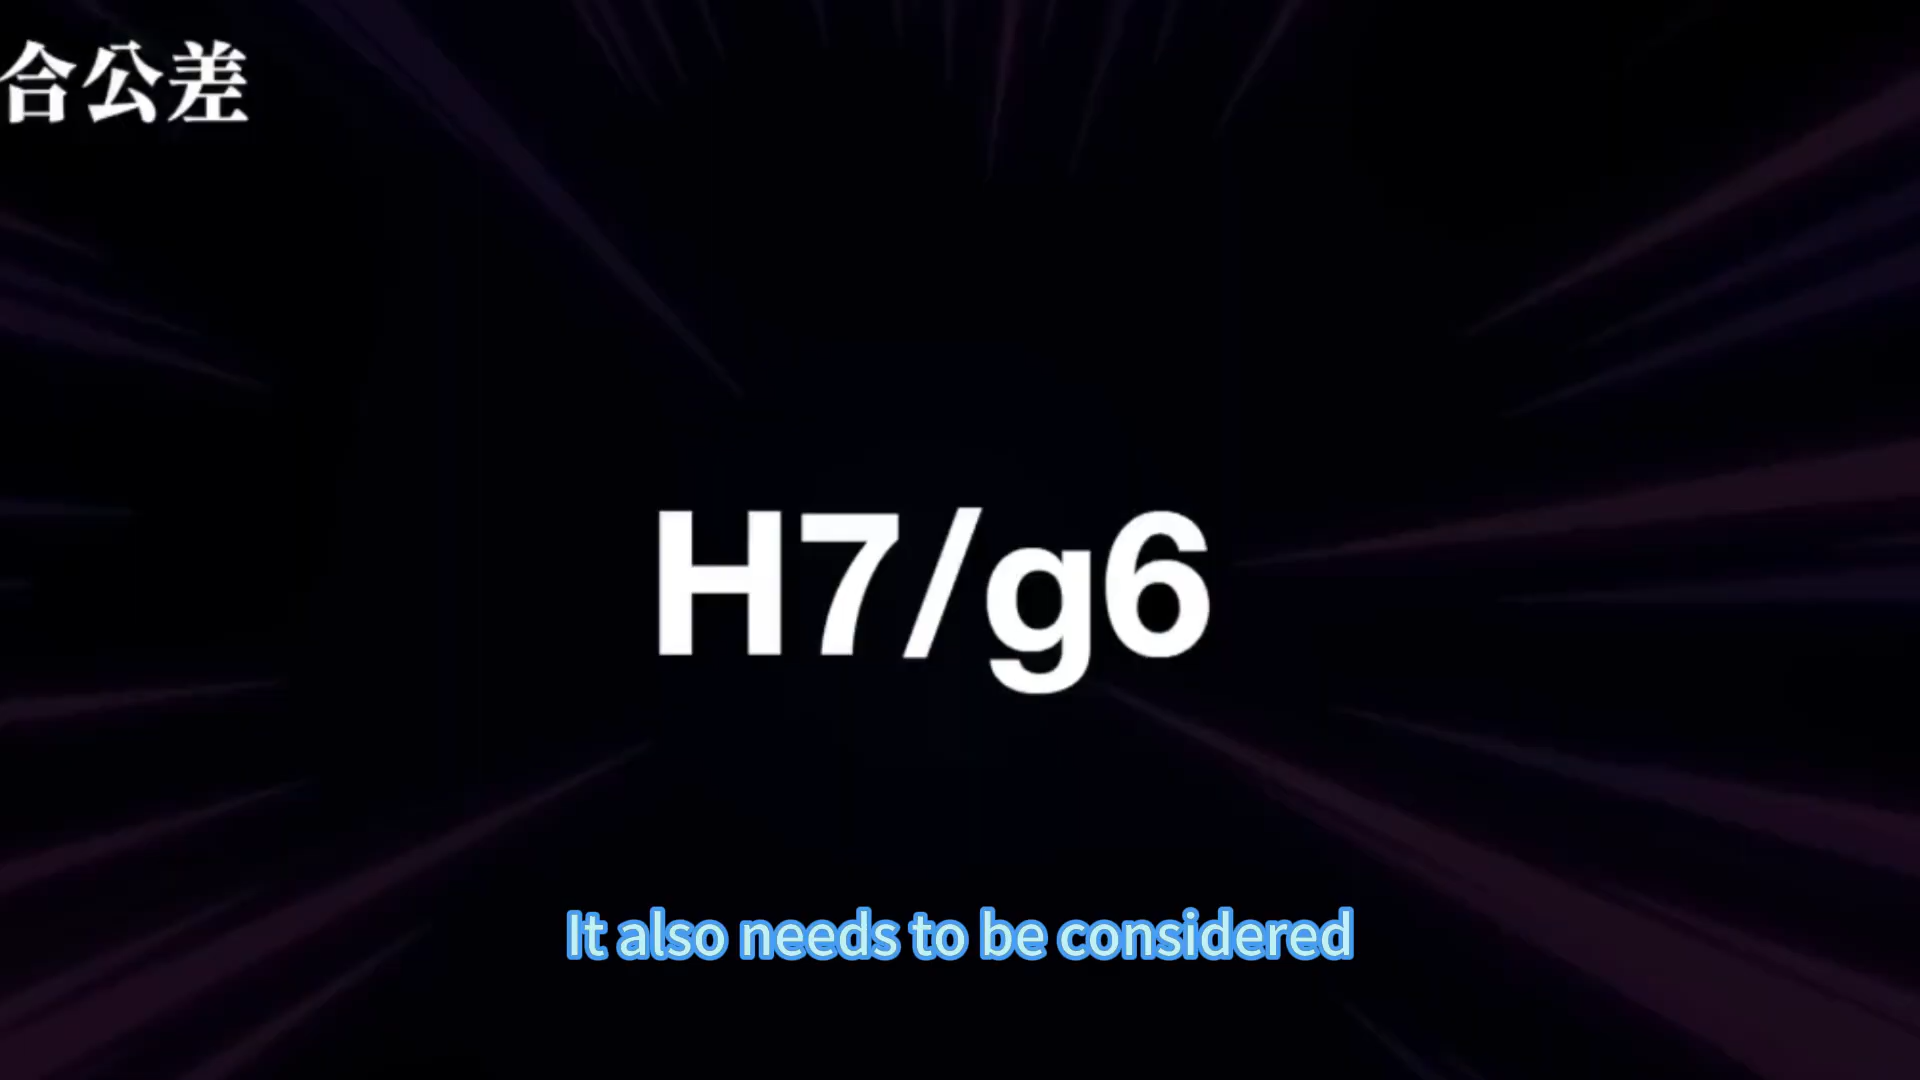 合公差
H7/g6
It also needs to be considered